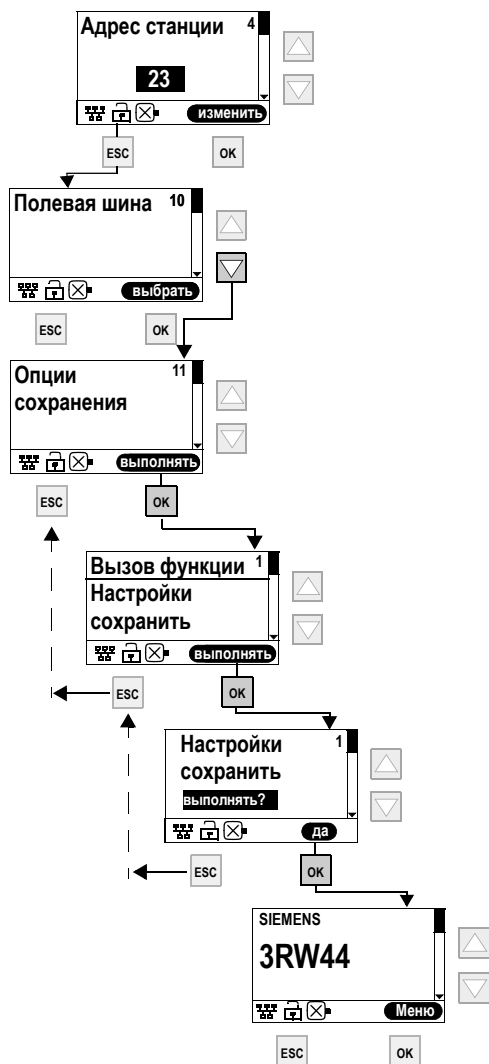 Адрес станции 4
23
изменить
ESC OK
Полевая шина 10
выбрать
ESC OK
Опции 11
сохранения
выполнять
ESC OK
Вызов функции 1
Настройки
сохранить
выполнять
ESC OK
Настройки 1
сохранить
выполнять?
да
ESC OK
SIEMENS
3RW44
Меню
ESC OK